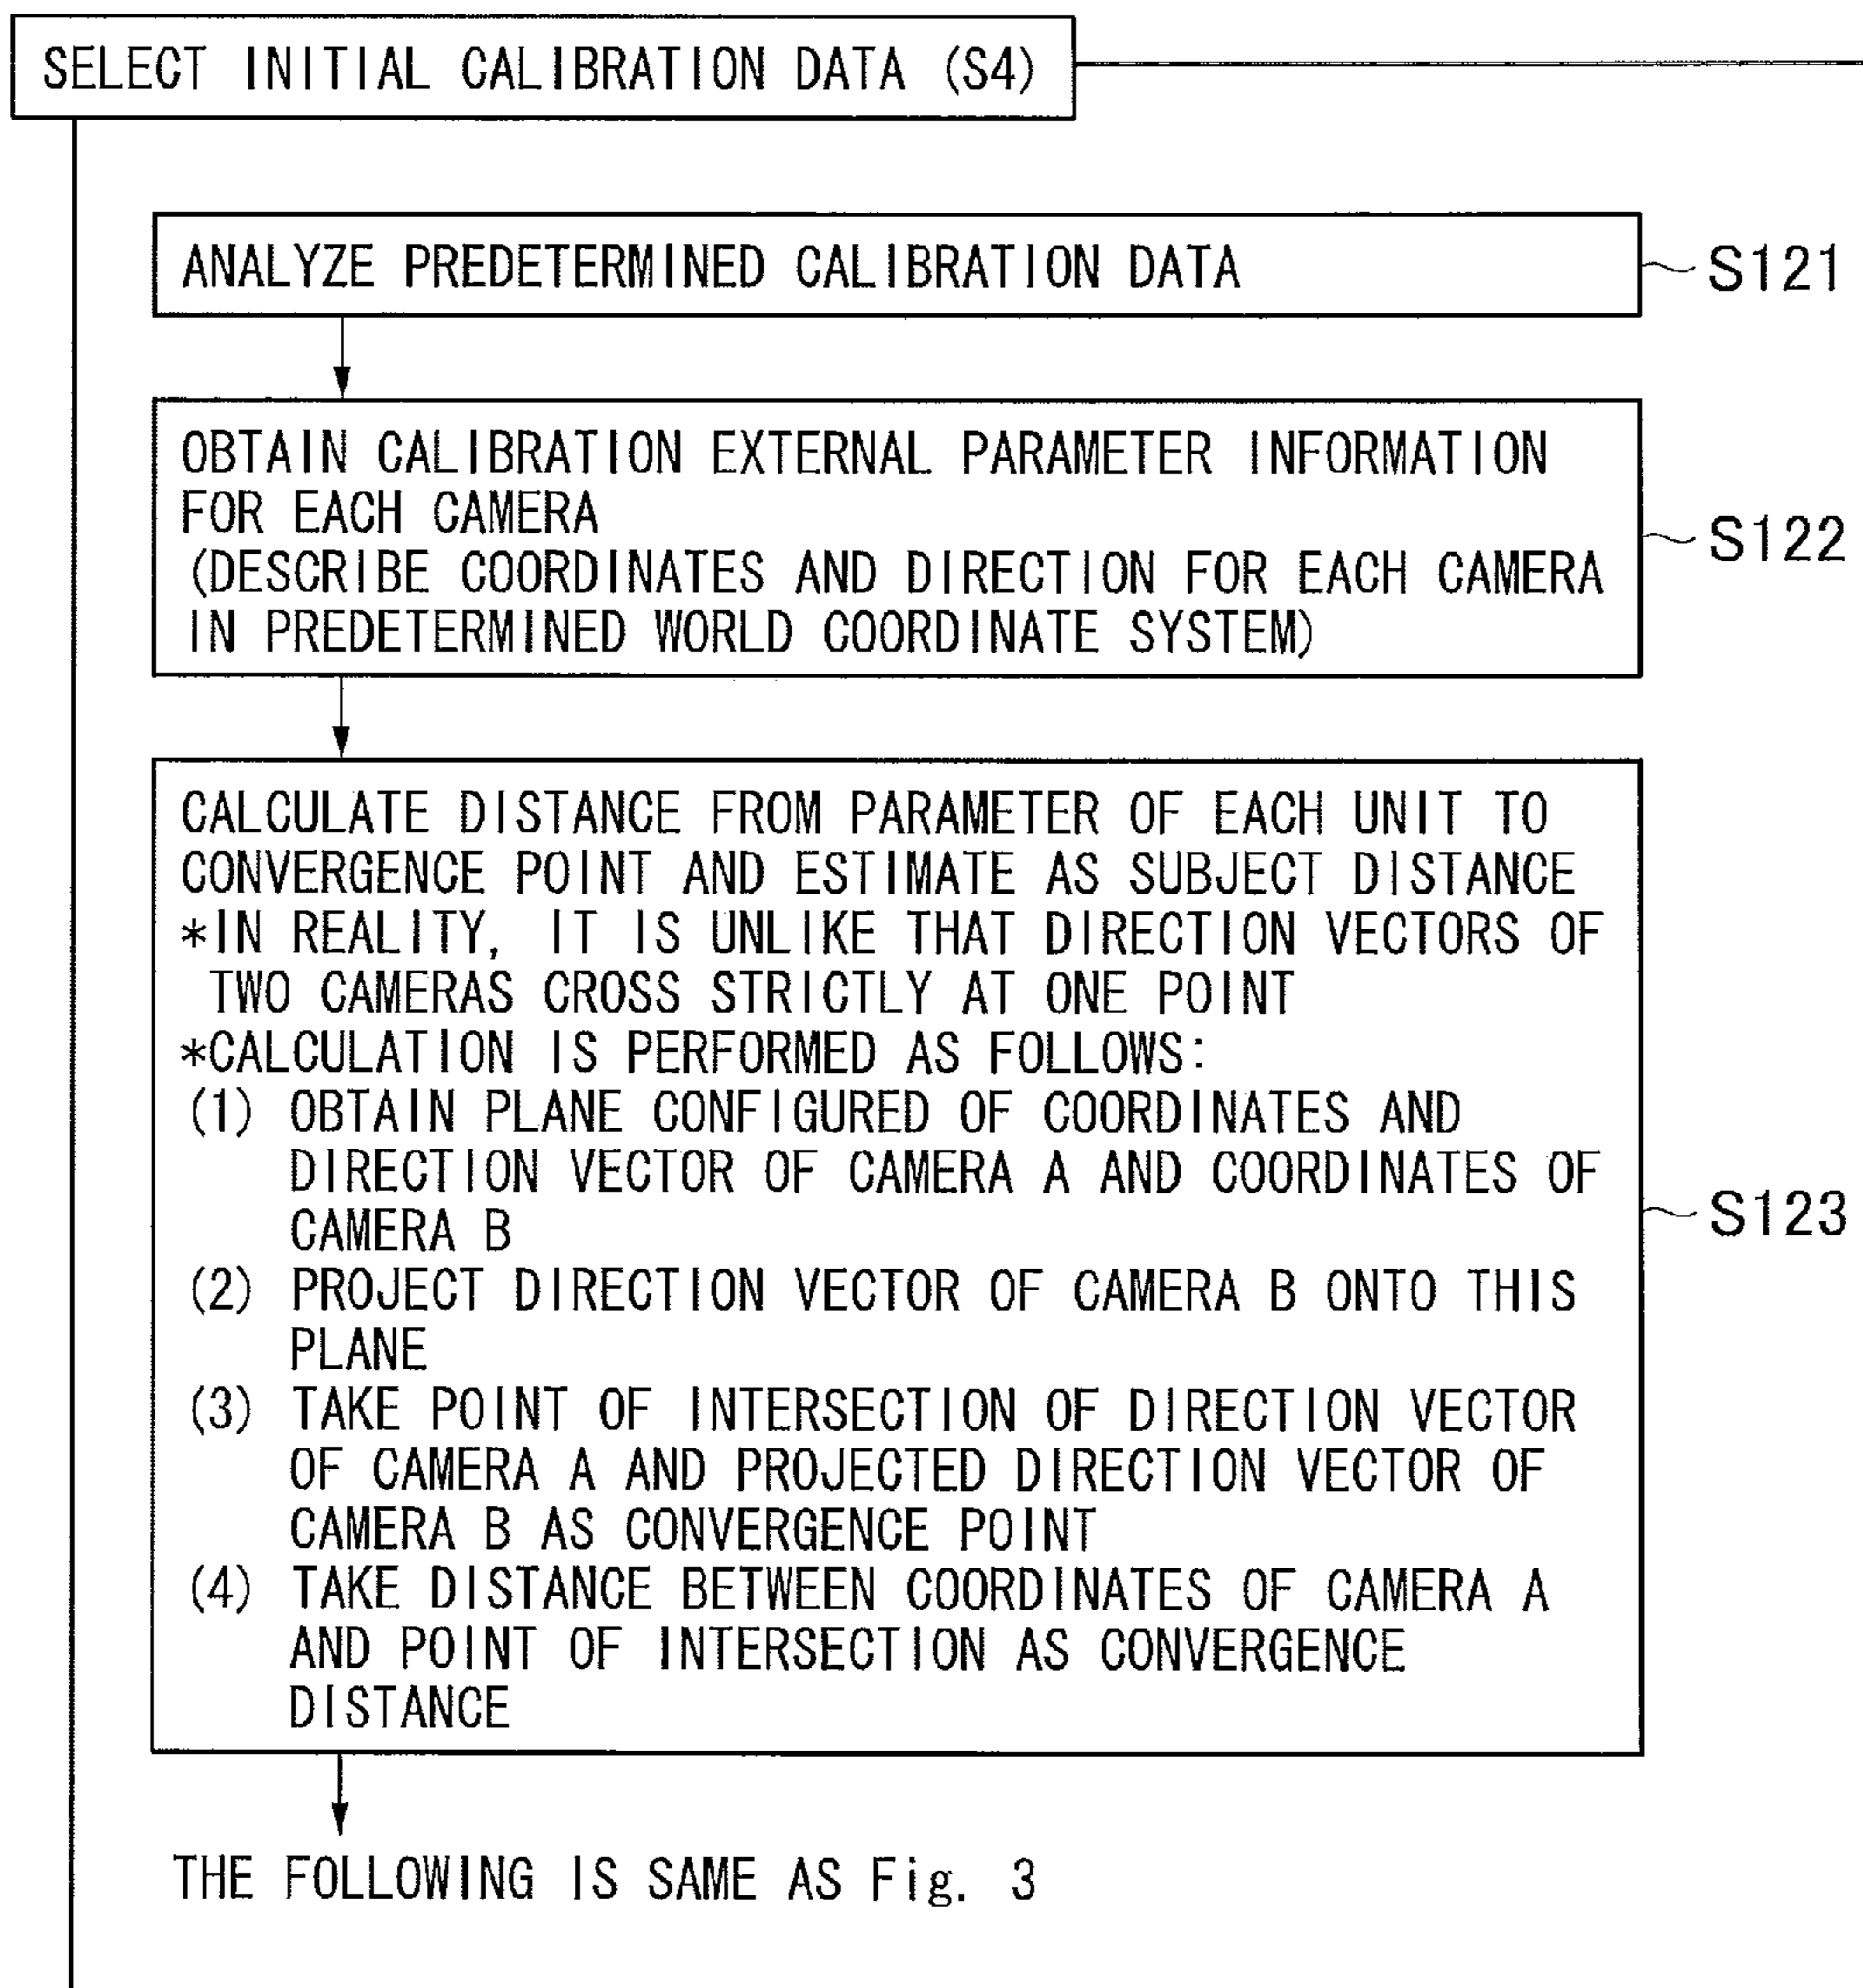 SELECT INITIAL CALIBRATION DATA (S4)
ANALYZE PREDETERMINED CALIBRATION DATA
S121
OBTAIN CALIBRATION EXTERNAL PARAMETER INFORMATION
FOR EACH CAMERA
(DESCRIBE COORDINATES AND DIRECTION FOR EACH CAMERA
IN PREDETERMINED WORLD COORDINATE SYSTEM)
S122
CALCULATE DISTANCE FROM PARAMETER OF EACH UNIT TO
CONVERGENCE POINT AND ESTIMATE AS SUBJECT DISTANCE
*IN REALITY, IT IS UNLIKE THAT DIRECTION VECTORS OF
TWO CAMERAS CROSS STRICTLY AT ONE POINT
*CALCULATION IS PERFORMED AS FOLLOWS:
(1) OBTAIN PLANE CONFIGURED OF COORDINATES AND
DIRECTION VECTOR OF CAMERA A AND COORDINATES OF
CAMERA B
(2) PROJECT DIRECTION VECTOR OF CAMERA B ONTO THIS
PLANE
(3) TAKE POINT OF INTERSECTION OF DIRECTION VECTOR
OF CAMERA A AND PROJECTED DIRECTION VECTOR OF
CAMERA B AS CONVERGENCE POINT
(4) TAKE DISTANCE BETWEEN COORDINATES OF CAMERA A
AND POINT OF INTERSECTION AS CONVERGENCE
DISTANCE
S123
THE FOLLOWING IS SAME AS Fig. 3